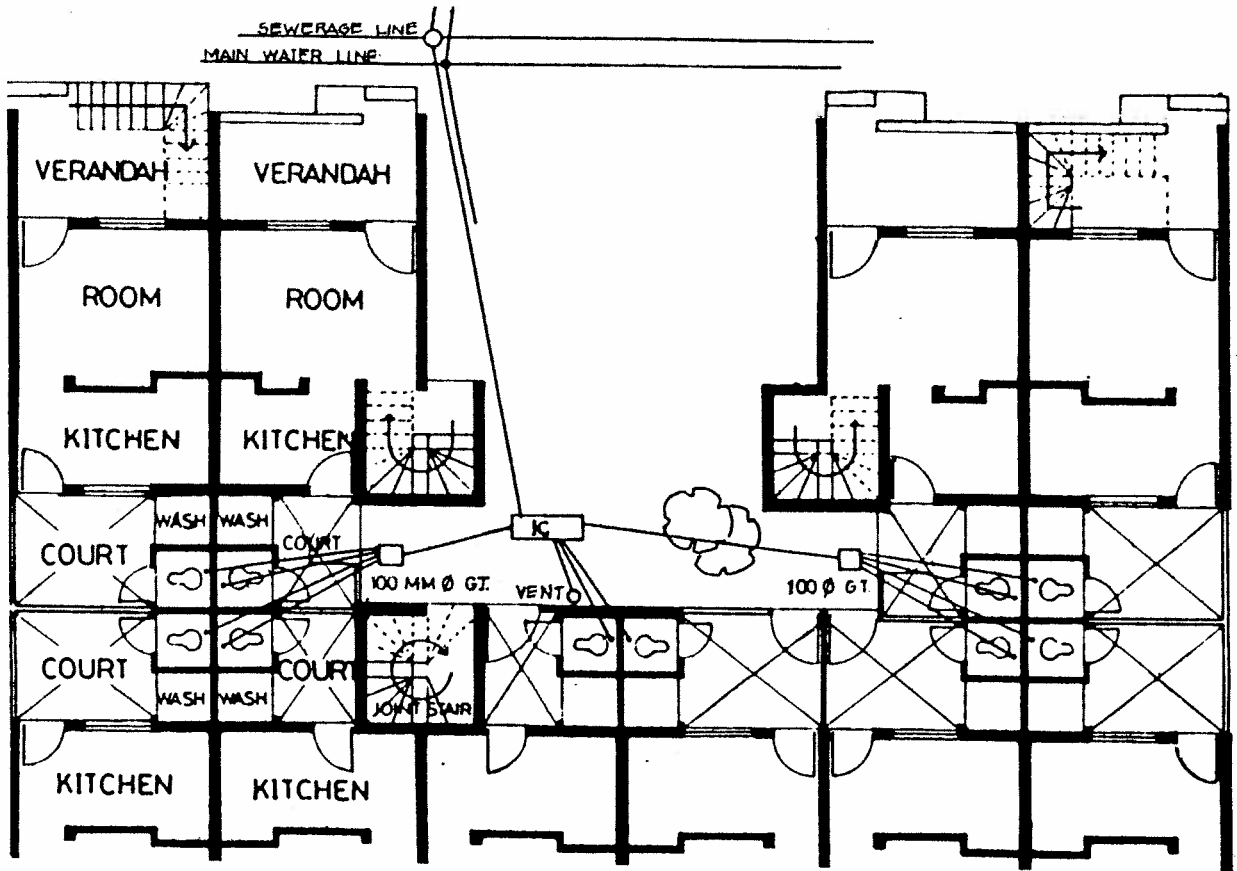 SEWERAGE LINE
MAIN WATER LINE
VERANDAH
VERANDAH
ROOM
ROOM
KITCHEN
KITCHEN
WASH
WASH
COURT
COURT
IC
100 MM Ø GT.
VENT
100 Ø GT.
COURT
COURT
WASH
WASH
JOINT STAIR
KITCHEN
KITCHEN